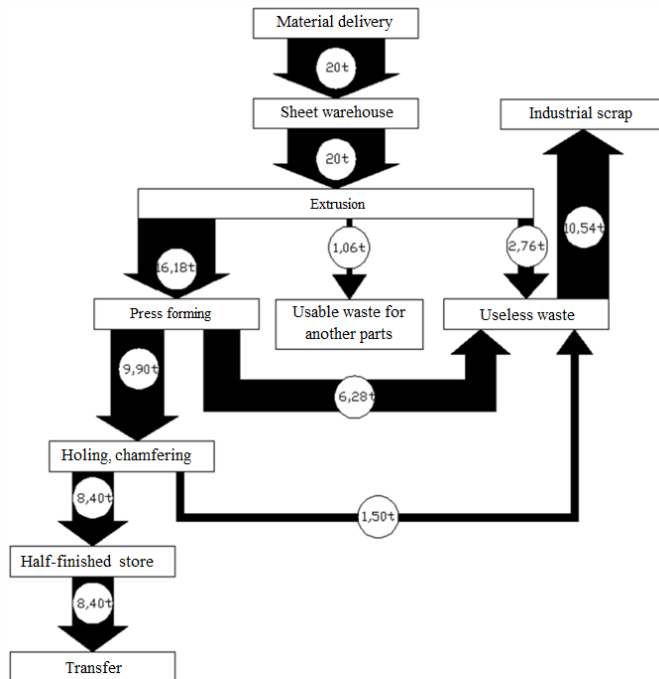 Material delivery
20t
Sheet warehouse
Industrial scrap
20t
Extrusion
10,54t
1,06t
2,76t
16,18t
Press forming
Usable waste for
another parts
Useless waste
9,90t
6,28t
Holing, chamfering
8,40t
1,50t
Half-finished store
8,40t
Transfer